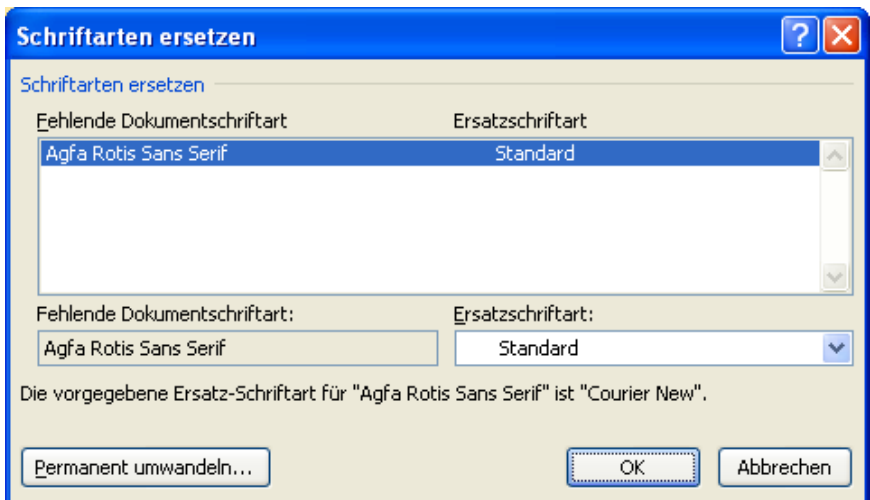 Schriftarten ersetzen
Schriftarten ersetzen
Fehlende Dokumentschriftart Ersatzschriftart
Agfa Rotis Sans Serif Standard
Fehlende Dokumentschriftart: Ersatzschriftart:
Agfa Rotis Sans Serif Standard
Die vorgegebene Ersatz-Schriftart für "Agfa Rotis Sans Serif" ist "Courier New".
Permanent umwandeln... OK Abbrechen